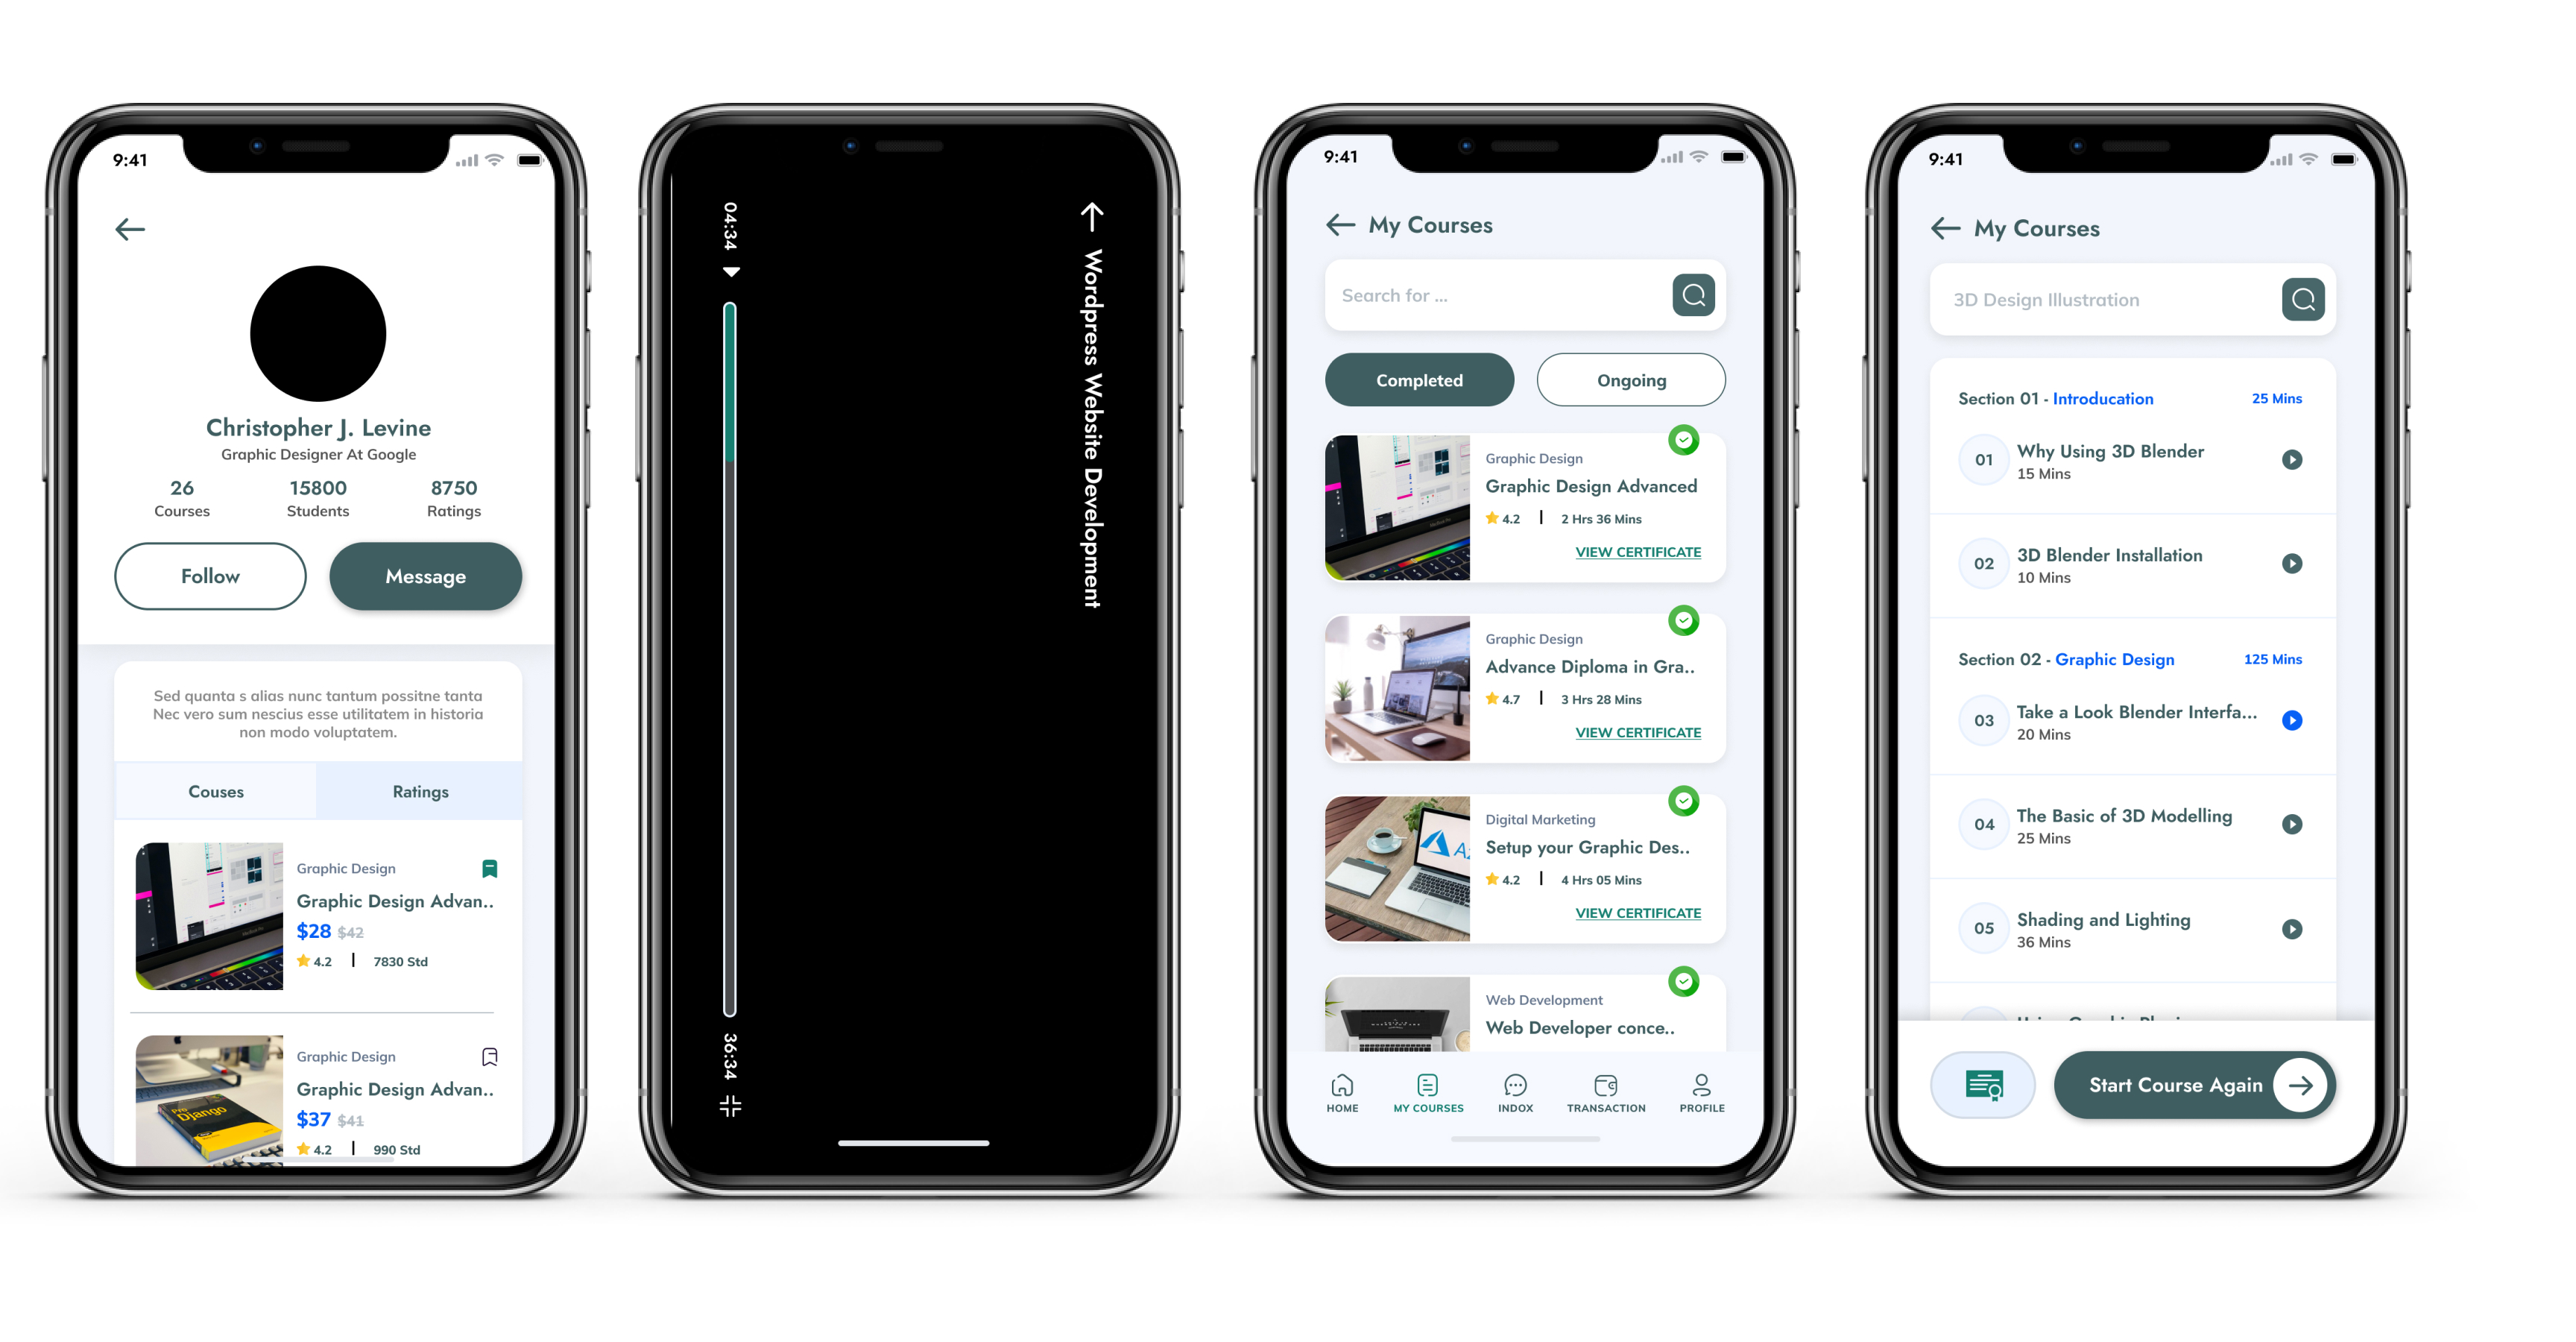 9:41
Christopher J. Levine
Graphic Designer At Google
26 15800 8750
Courses Students Ratings
Follow Message
Sed quanta s alias nunc tantum possitne tanta
Nec vero sum nescius esse utilitatem in historia
non modo voluptatem.
Couses Ratings
Graphic Design
Graphic Design Advan..
$28 $42
4.2 | 7830 Std
Graphic Design
Graphic Design Advan..
$37 $41
4.2 | 990 Std
Django
Wordpress Website Development
04:34
36:34
9:41
My Courses
Search for ...
Completed Ongoing
Graphic Design
Graphic Design Advanced
4.2 | 2 Hrs 36 Mins
VIEW CERTIFICATE
Graphic Design
Advance Diploma in Gra..
4.7 | 3 Hrs 28 Mins
VIEW CERTIFICATE
Digital Marketing
Setup your Graphic Des..
4.2 | 4 Hrs 05 Mins
VIEW CERTIFICATE
Web Development
Web Developer conce..
HOME MY COURSES INDOX TRANSACTION PROFILE
9:41
My Courses
3D Design Illustration
Section 01 - Introducation 25 Mins
01 Why Using 3D Blender
15 Mins
02 3D Blender Installation
10 Mins
Section 02 - Graphic Design 125 Mins
03 Take a Look Blender Interfa...
20 Mins
04 The Basic of 3D Modelling
25 Mins
05 Shading and Lighting
36 Mins
Start Course Again